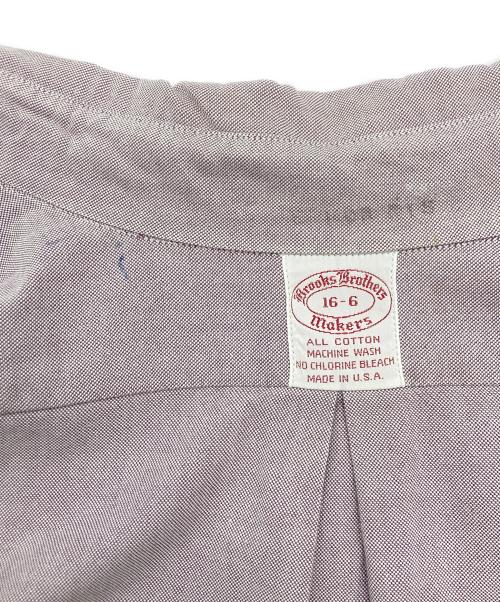 Brooks Brothers
16-6
Makers
ALL COTTON
MACHINE WASH
NO CHLORINE BLEACH
MADE IN U.S.A.